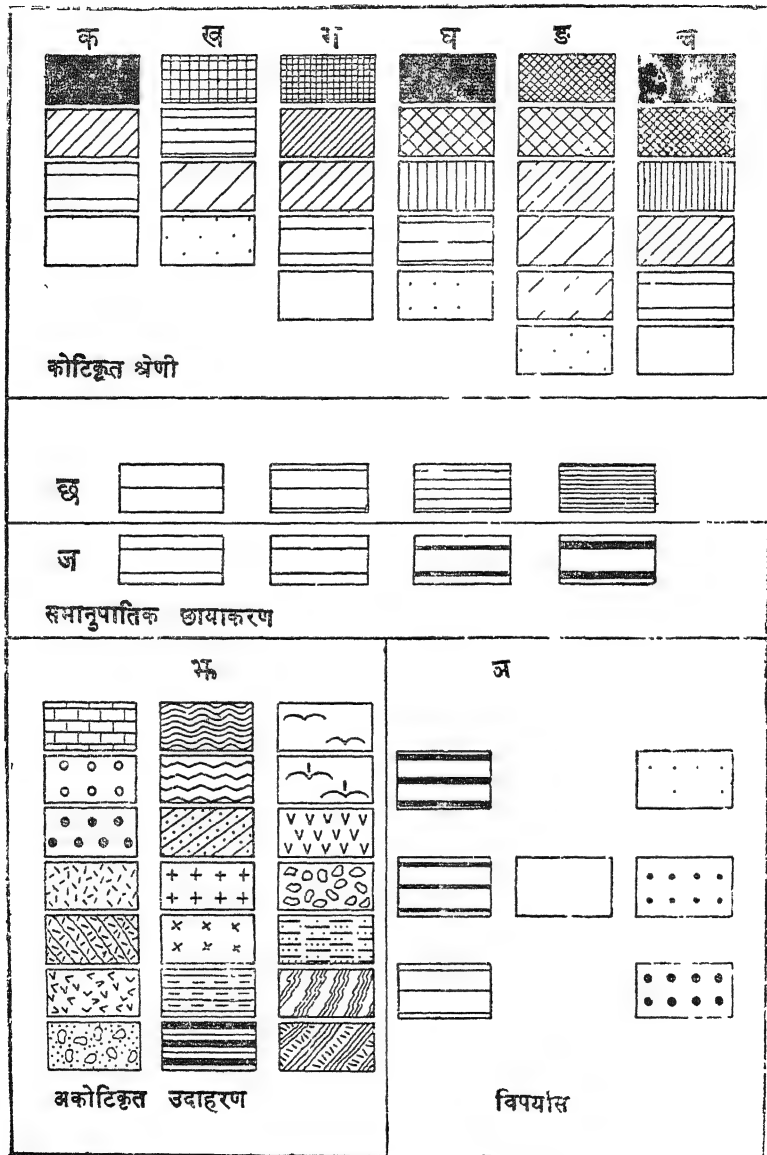 क ख ग घ ङ च
कोटिकृत श्रेणी
छ
ज
समानुपातिक छायाकरण
झ ञ
अकोटिकृत उदाहरण
विपर्यास